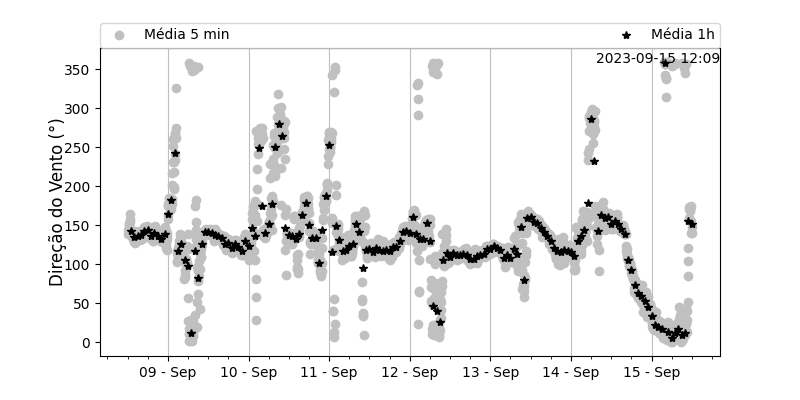 Média 5 min
Média 1h
2023-09-15 12:09
Direção do Vento (°)
350
300
250
200
150
100
50
0
09 - Sep
10 - Sep
11 - Sep
12 - Sep
13 - Sep
14 - Sep
15 - Sep